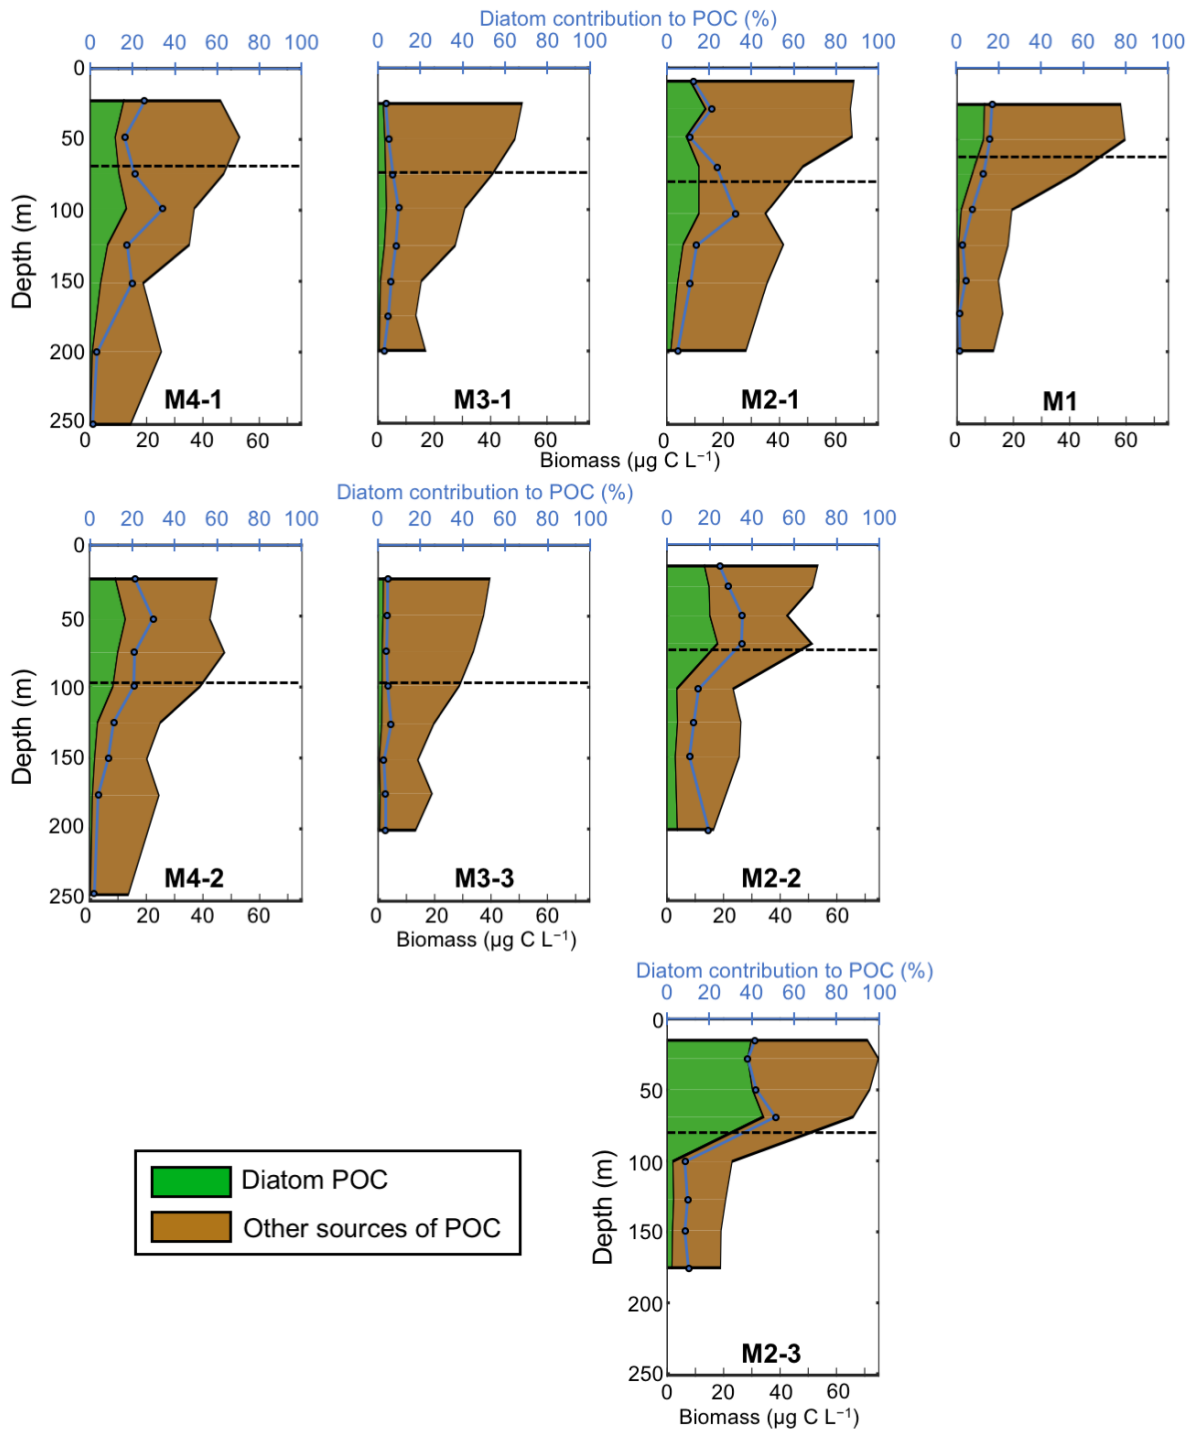 Diatom contribution to POC (%)
0 20 40 60 80 100 0 20 40 60 80 100 0 20 40 60 80 100 0 20 40 60 80 100
0
50
100
150
200
250
Depth (m)
M4-1 M3-1 M2-1 M1
0 20 40 60 0 20 40 60 0 20 40 60 0 20 40 60
Biomass (µg C L⁻¹)
Diatom contribution to POC (%)
0 20 40 60 80 100 0 20 40 60 80 100 0 20 40 60 80 100
0
50
100
150
200
250
Depth (m)
M4-2 M3-3 M2-2
0 20 40 60 0 20 40 60 0 20 40 60
Biomass (µg C L⁻¹)
Diatom contribution to POC (%)
0 20 40 60 80 100
0
50
100
150
200
250
Depth (m)
M2-3
0 20 40 60
Biomass (µg C L⁻¹)
Diatom POC
Other sources of POC